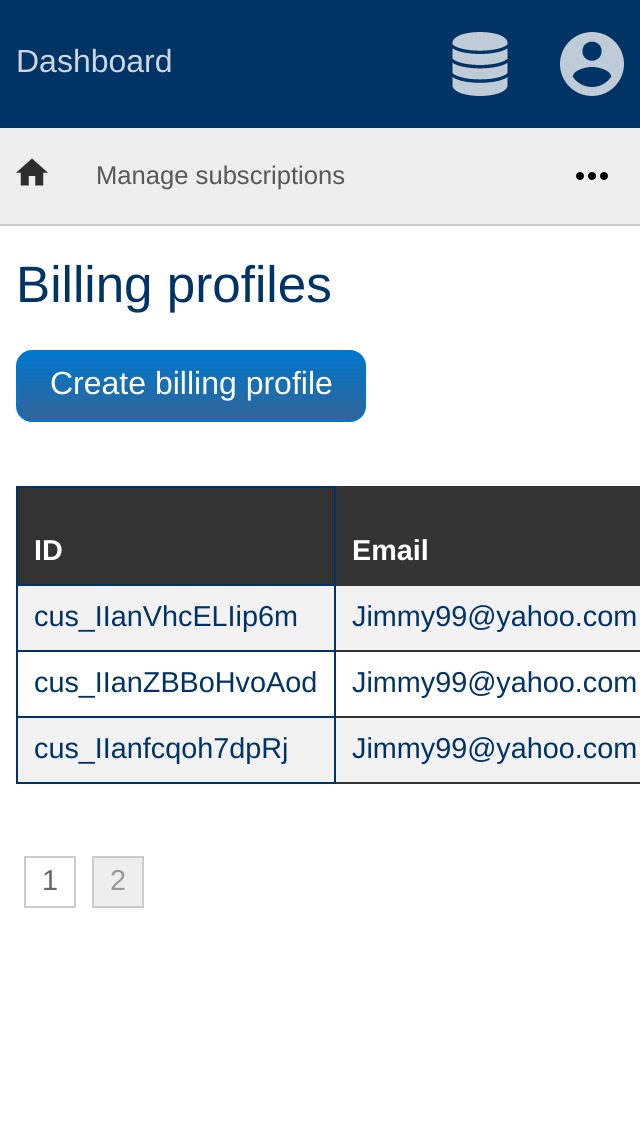 Dashboard
Manage subscriptions
Billing profiles
Create billing profile
ID Email
cus_IIanVhcELIip6m Jimmy99@yahoo.com
cus_IIanZBBoHvoAod Jimmy99@yahoo.com
cus_IIanfcqoh7dpRj Jimmy99@yahoo.com
1 2